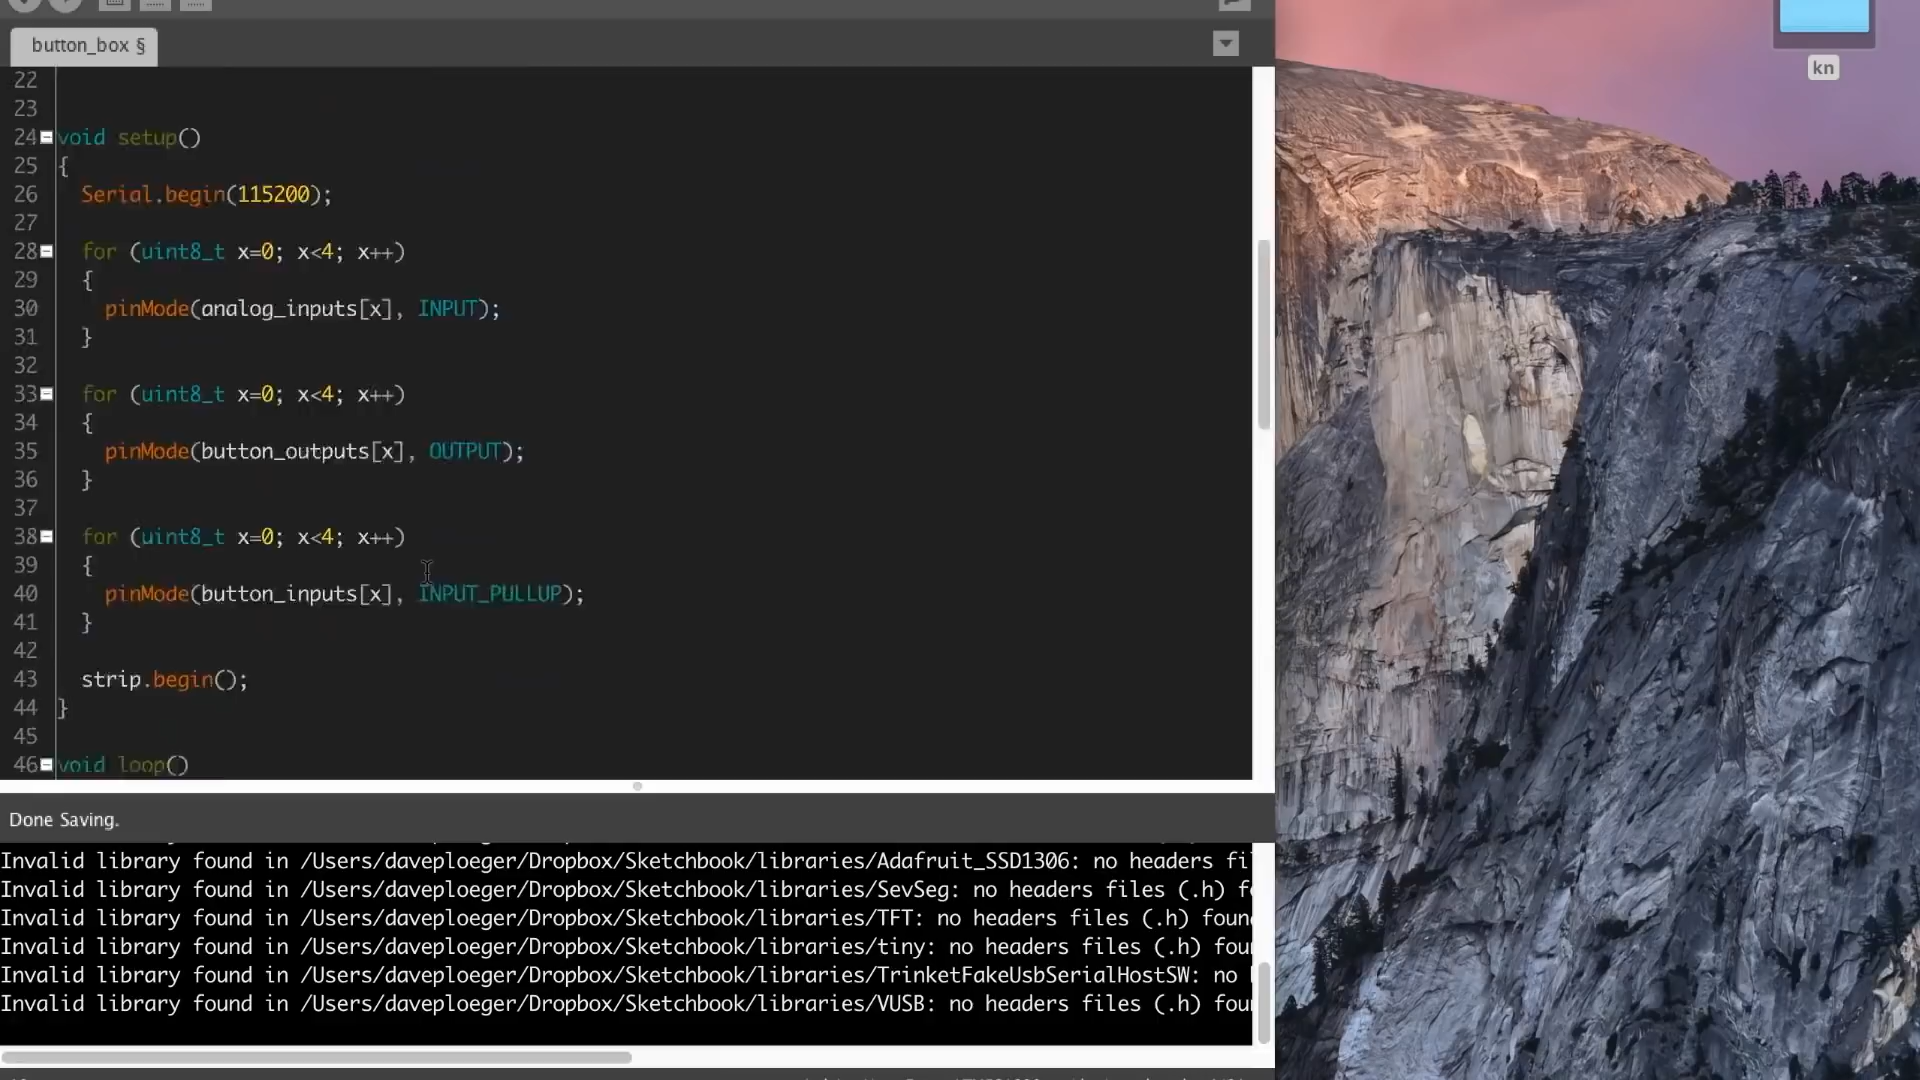 button_box §
22
23
24 void setup()
25 {
26 Serial.begin(115200);
27
28 for (uint8_t x=0; x<4; x++)
29 {
30 pinMode(analog_inputs[x], INPUT);
31 }
32
33 for (uint8_t x=0; x<4; x++)
34 {
35 pinMode(button_outputs[x], OUTPUT);
36 }
37
38 for (uint8_t x=0; x<4; x++)
39 {
40 pinMode(button_inputs[x], INPUT_PULLUP);
41 }
42
43 strip.begin();
44 }
45
46 void loop()
Done Saving.
Invalid library found in /Users/daveploeger/Dropbox/Sketchbook/libraries/Adafruit_SSD1306: no headers fi
Invalid library found in /Users/daveploeger/Dropbox/Sketchbook/libraries/SevSeg: no headers files (.h) fo
Invalid library found in /Users/daveploeger/Dropbox/Sketchbook/libraries/TFT: no headers files (.h) foun
Invalid library found in /Users/daveploeger/Dropbox/Sketchbook/libraries/tiny: no headers files (.h) fou
Invalid library found in /Users/daveploeger/Dropbox/Sketchbook/libraries/TrinketFakeUsbSerialHostSW: no
Invalid library found in /Users/daveploeger/Dropbox/Sketchbook/libraries/VUSB: no headers files (.h) fou
kn